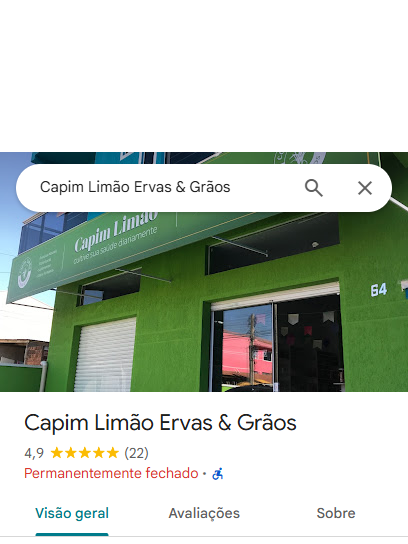 Capim Limão Ervas & Grãos
Capim Limão
cultive sua saúde diariamente
64
Capim Limão Ervas & Grãos
4,9 (22)
Permanentemente fechado ·
Visão geral
Avaliações
Sobre